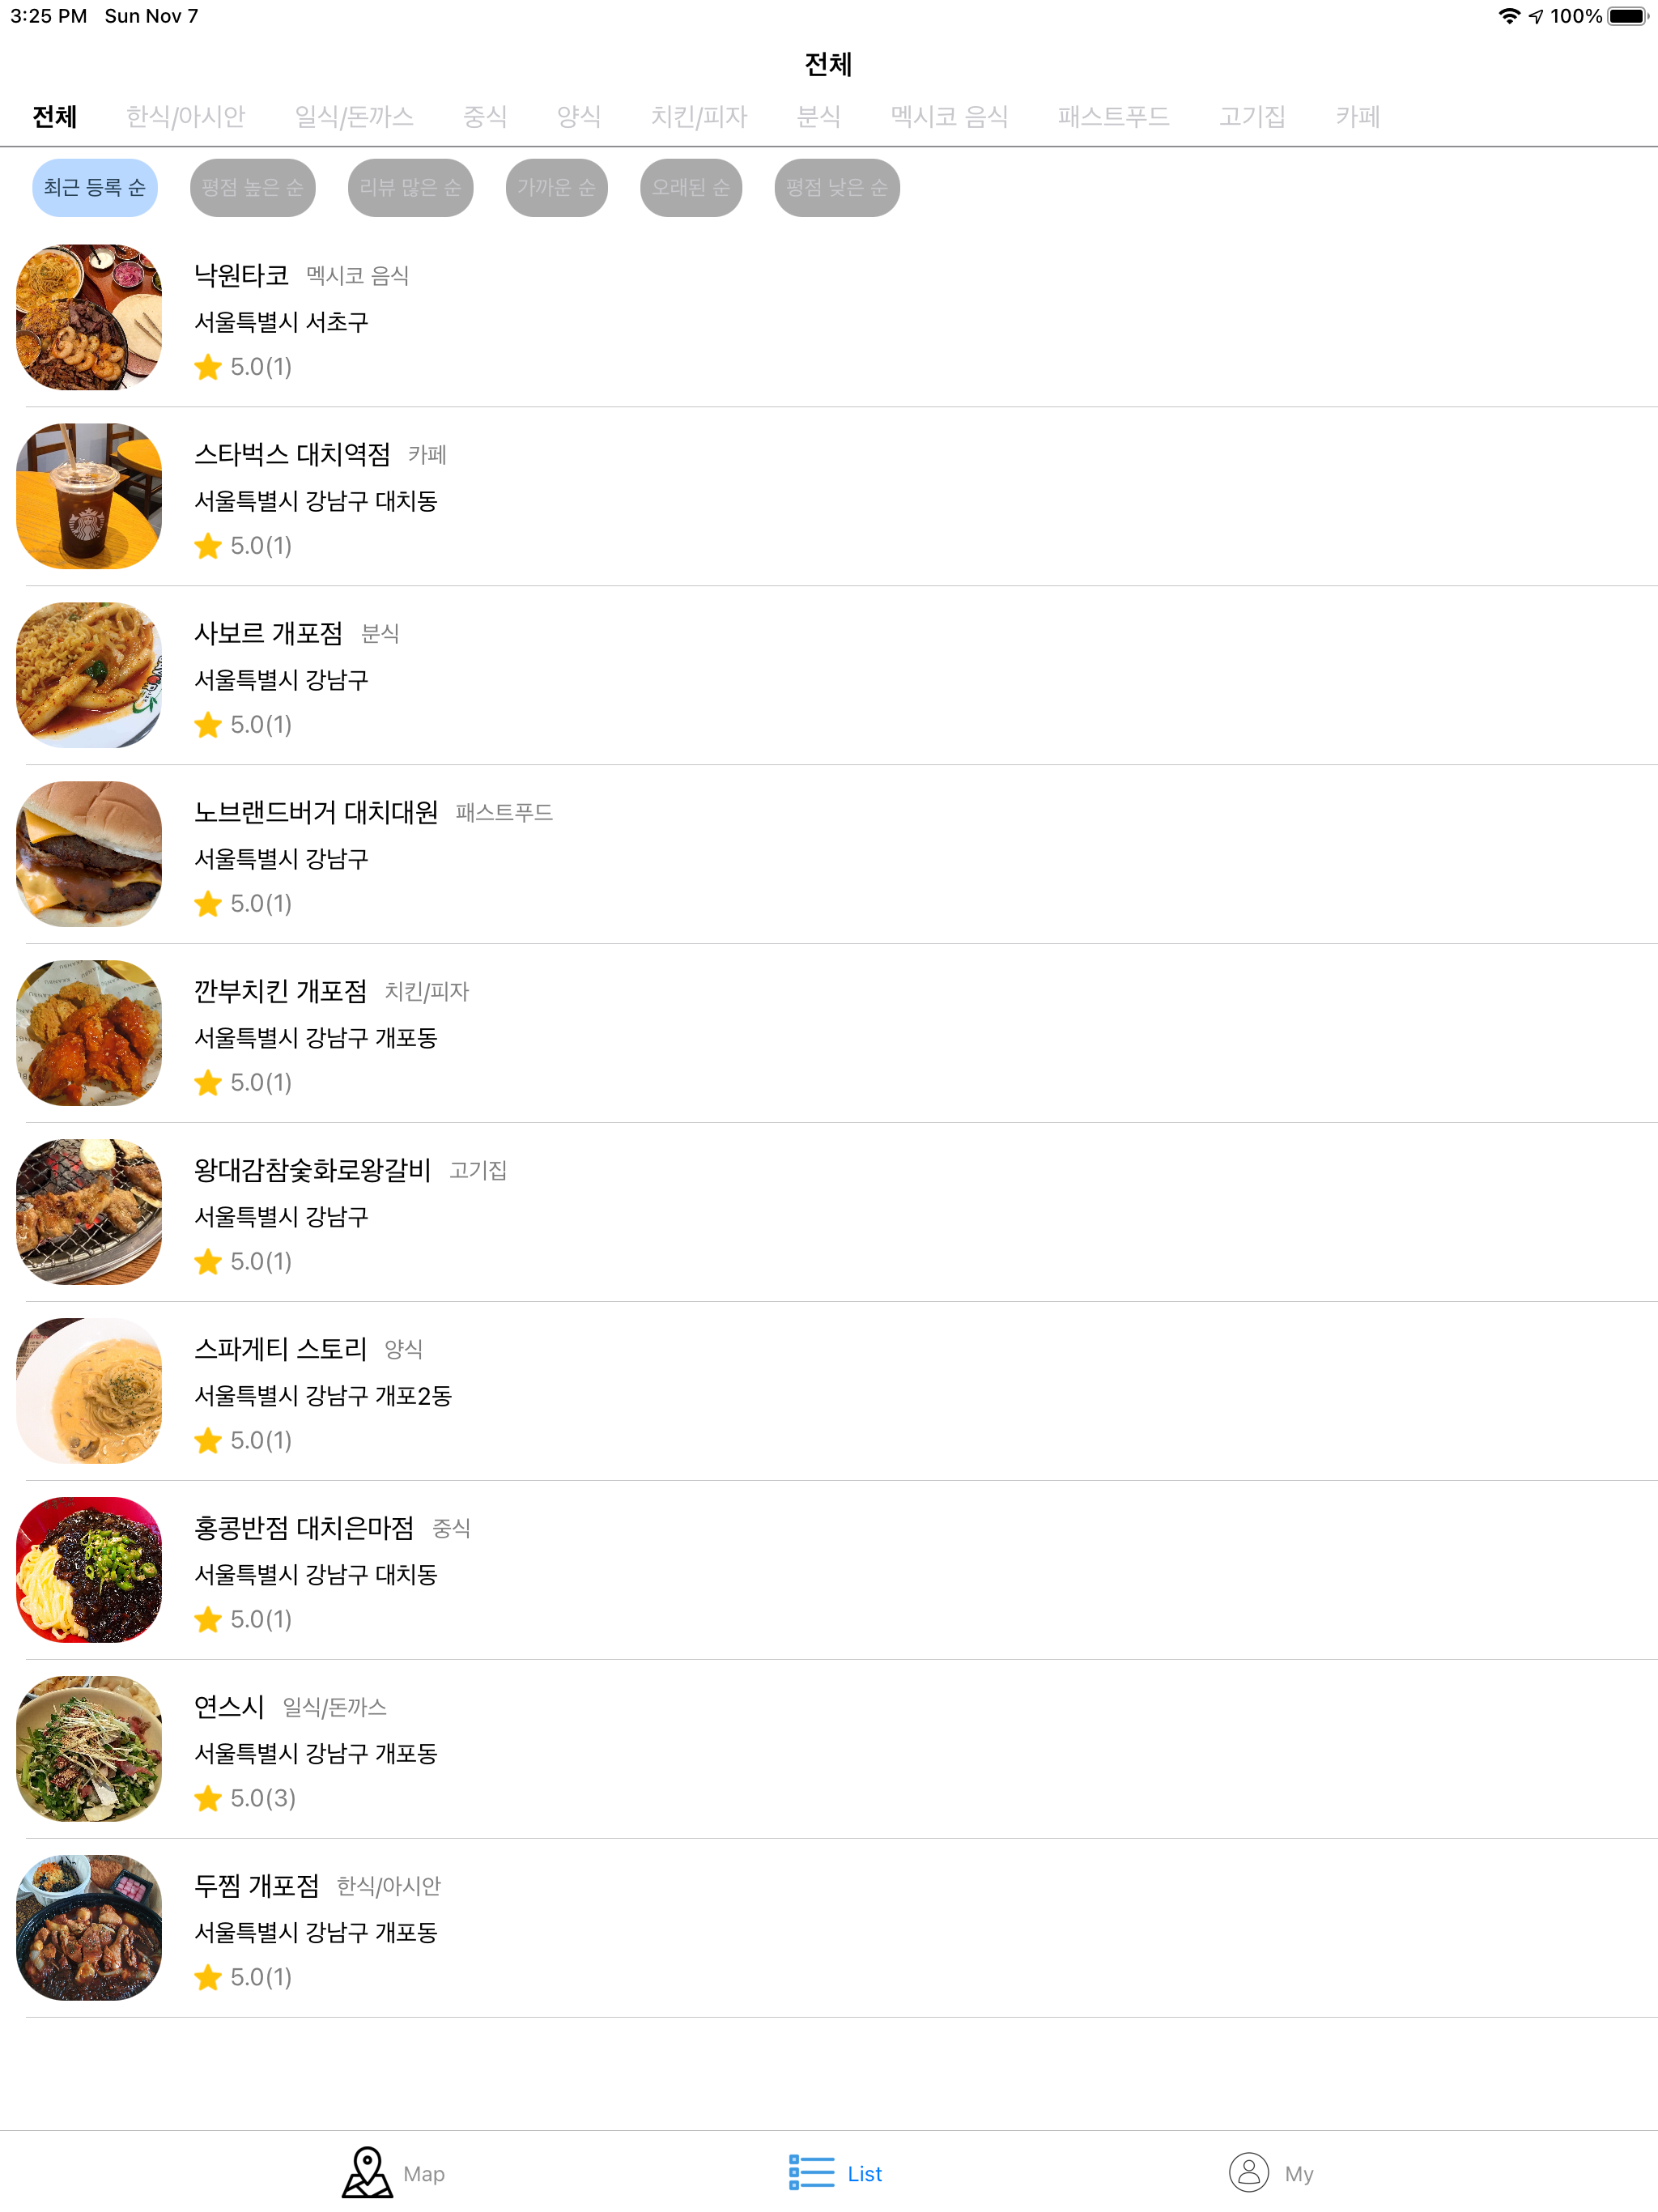 3:25 PM Sun Nov 7 100%
전체
전체 한식/아시안 일식/돈까스 중식 양식 치킨/피자 분식 멕시코 음식 패스트푸드 고기집 카페
최근 등록 순 평점 높은 순 리뷰 많은 순 가까운 순 오래된 순 평점 낮은 순
낙원타코 멕시코 음식
서울특별시 서초구
5.0(1)
스타벅스 대치역점 카페
서울특별시 강남구 대치동
5.0(1)
사보르 개포점 분식
서울특별시 강남구
5.0(1)
노브랜드버거 대치대원 패스트푸드
서울특별시 강남구
5.0(1)
깐부치킨 개포점 치킨/피자
서울특별시 강남구 개포동
5.0(1)
왕대감참숯화로왕갈비 고기집
서울특별시 강남구
5.0(1)
스파게티 스토리 양식
서울특별시 강남구 개포2동
5.0(1)
홍콩반점 대치은마점 중식
서울특별시 강남구 대치동
5.0(1)
연스시 일식/돈까스
서울특별시 강남구 개포동
5.0(3)
두찜 개포점 한식/아시안
서울특별시 강남구 개포동
5.0(1)
Map List My